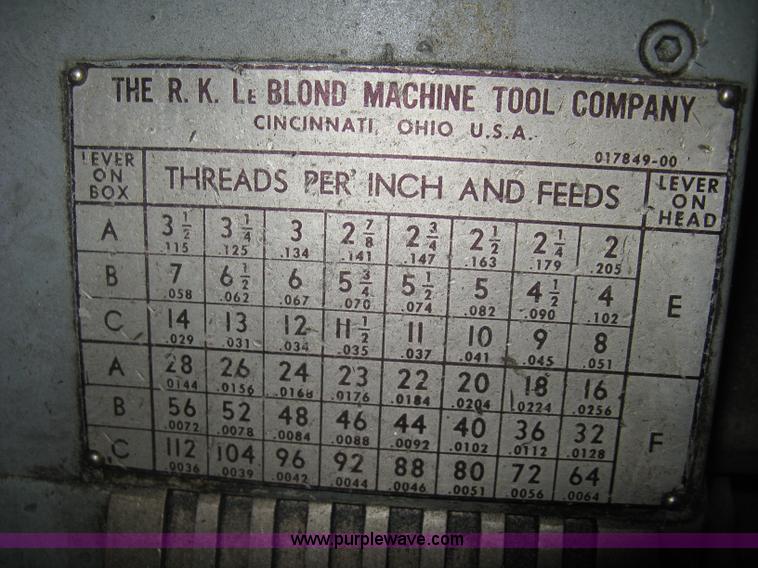 THE R. K. LE BLOND MACHINE TOOL COMPANY
CINCINNATI, OHIO U.S.A.
017849-00
LEVER ON BOX THREADS PER INCH AND FEEDS LEVER ON HEAD
A 3 1/2 3 1/4 3 2 7/8 2 3/4 2 1/2 2 1/4 2
.115 .125 .134 .141 .147 .163 .179 .205
B 7 6 1/2 6 5 3/4 5 1/2 5 4 1/2 4 E
.058 .062 .067 .070 .074 .082 .090 .102
C 14 13 12 11 1/2 11 10 9 8
.029 .031 .034 .035 .037 .041 .045 .051
A 28 26 24 23 22 20 18 16
.0144 .0156 .0168 .0176 .0184 .0204 .0224 .0256
B 56 52 48 46 44 40 36 32 F
.0072 .0078 .0084 .0088 .0092 .0102 .0112 .0128
C 112 104 96 92 88 80 72 64
.0036 .0039 .0042 .0044 .0046 .0051 .0056 .0064
www.purplewave.com